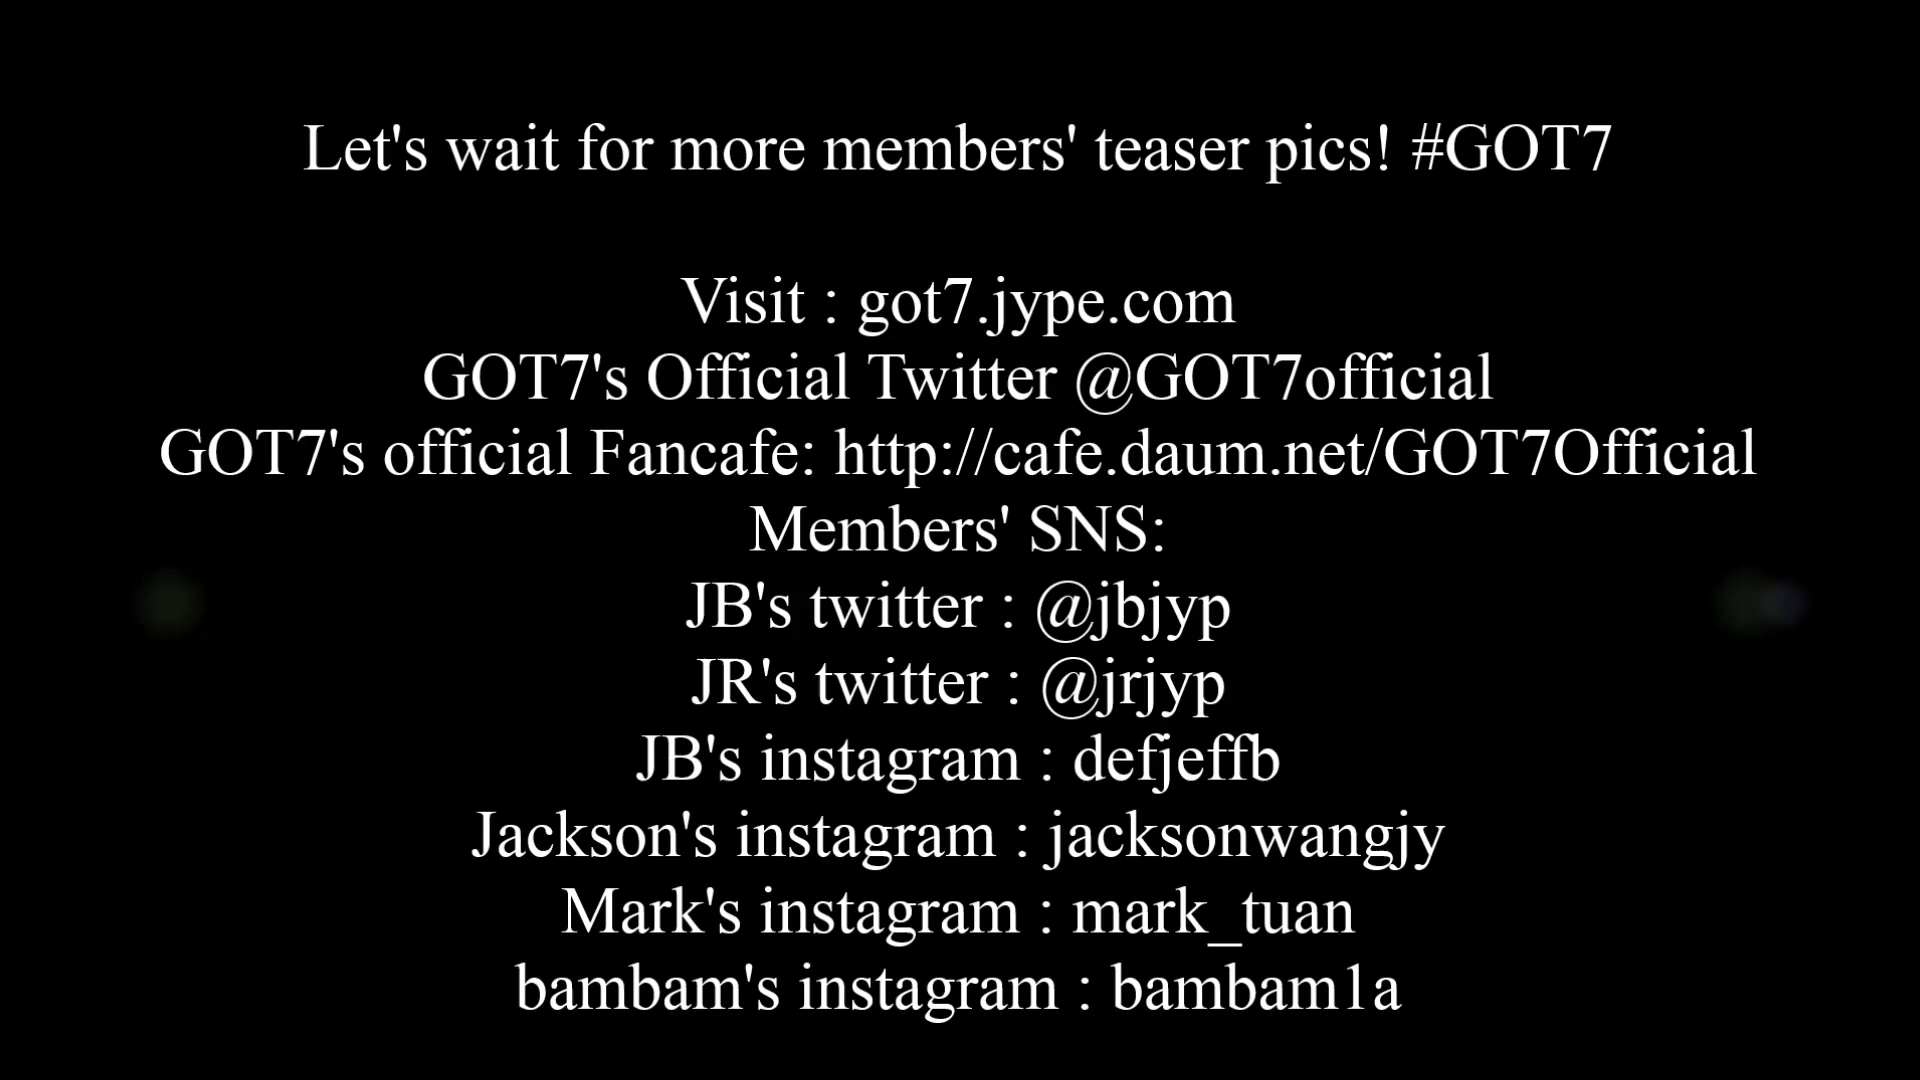 Let's wait for more members' teaser pics! #GOT7
Visit : got7.jype.com
GOT7's Official Twitter @GOT7official
GOT7's official Fancafe: http://cafe.daum.net/GOT7Official
Members' SNS:
JB's twitter : @jbjyp
JR's twitter : @jrjyp
JB's instagram : defjeffb
Jackson's instagram : jacksonwangjy
Mark's instagram : mark_tuan
bambam's instagram : bambam1a